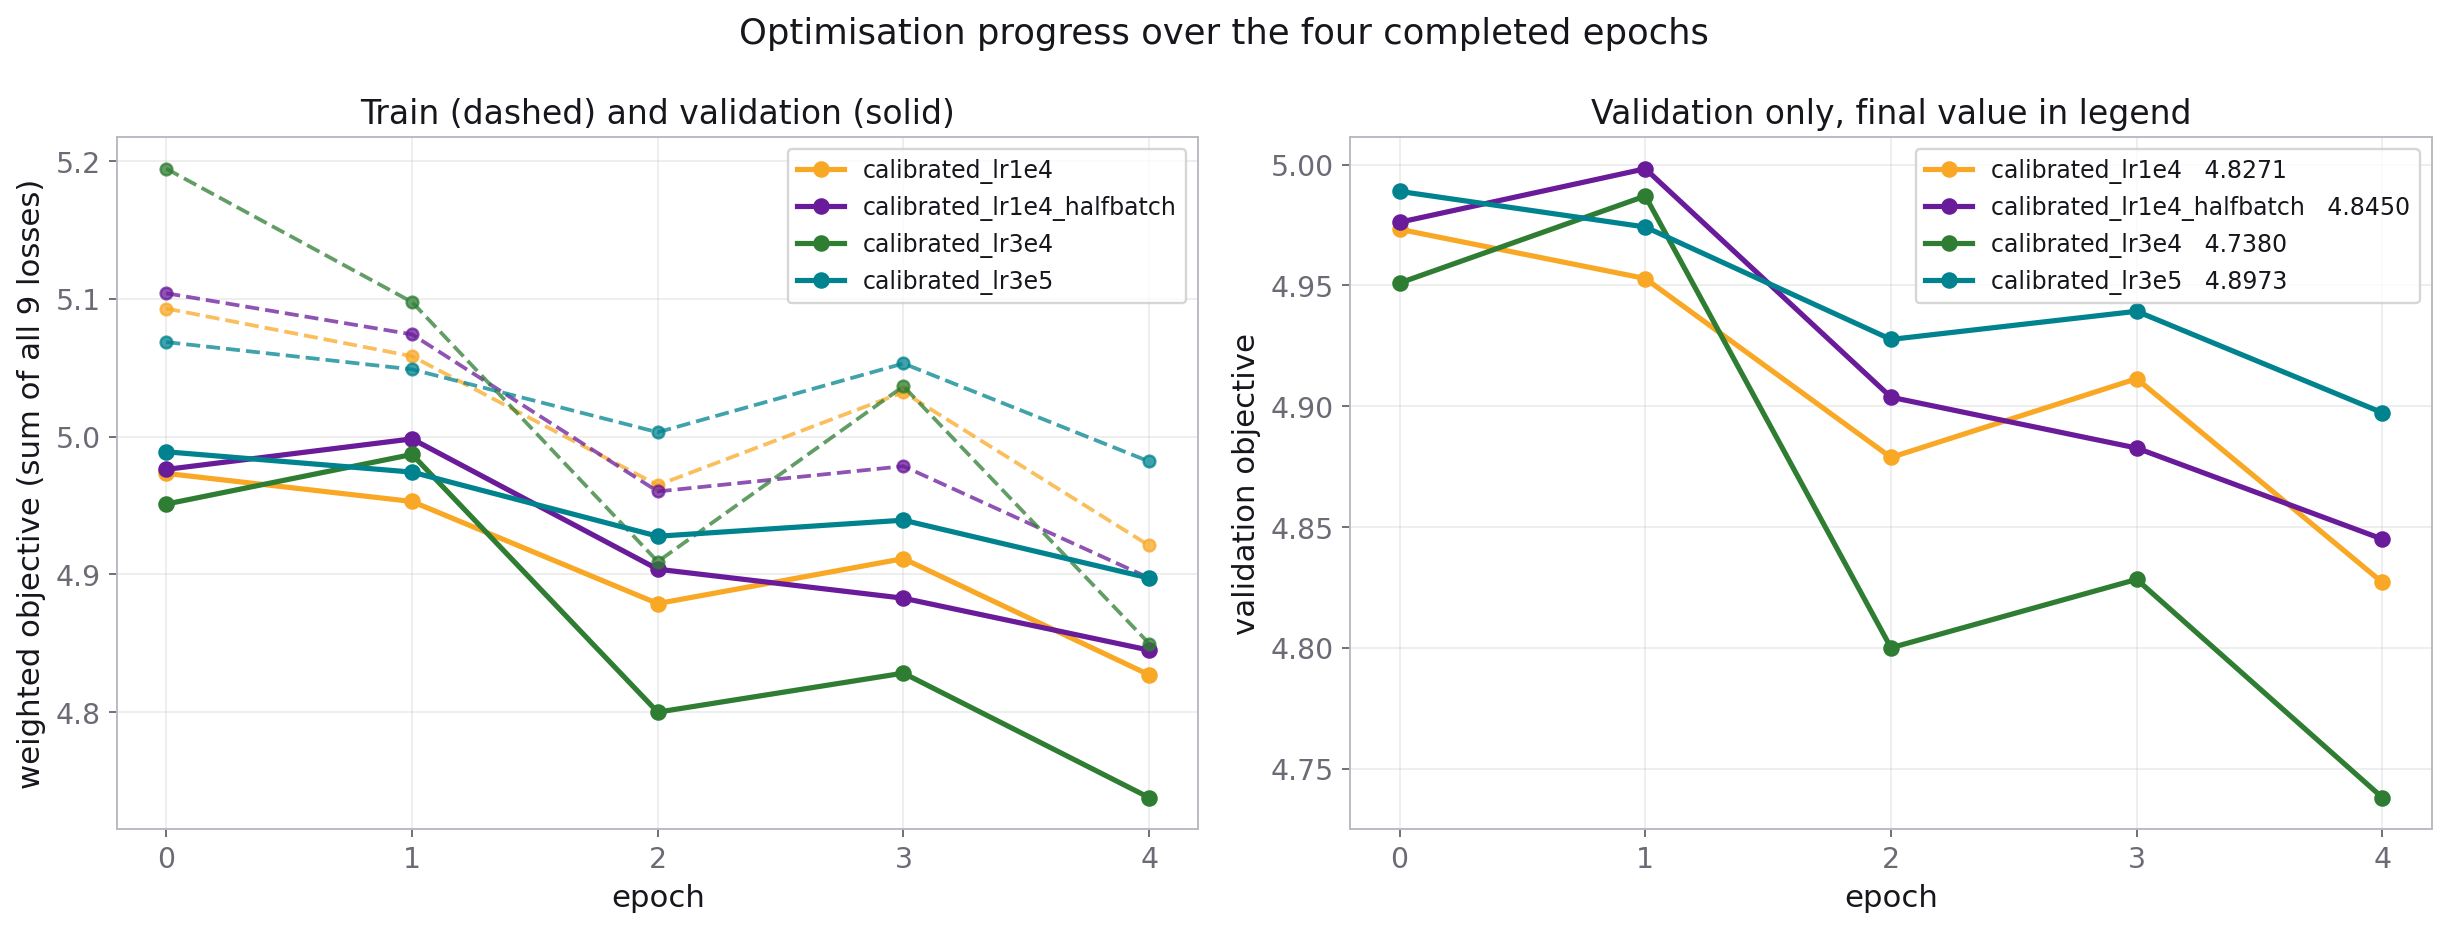 Optimisation progress over the four completed epochs
Train (dashed) and validation (solid)
weighted objective (sum of all 9 losses)
5.2
5.1
5.0
4.9
4.8
calibrated_lr1e4
calibrated_lr1e4_halfbatch
calibrated_lr3e4
calibrated_lr3e5
0 1 2 3 4
epoch
Validation only, final value in legend
validation objective
5.00
4.95
4.90
4.85
4.80
4.75
calibrated_lr1e4 4.8271
calibrated_lr1e4_halfbatch 4.8450
calibrated_lr3e4 4.7380
calibrated_lr3e5 4.8973
0 1 2 3 4
epoch